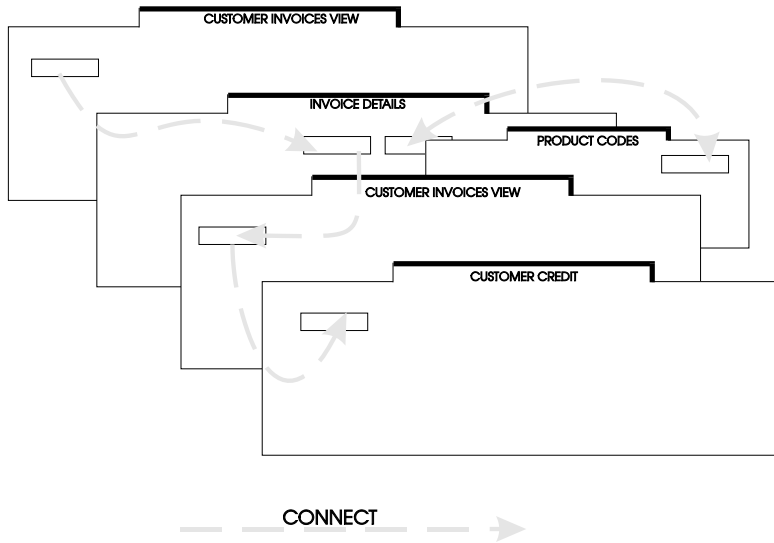 CUSTOMER INVOICES VIEW
INVOICE DETAILS
PRODUCT CODES
CUSTOMER INVOICES VIEW
CUSTOMER CREDIT
CONNECT